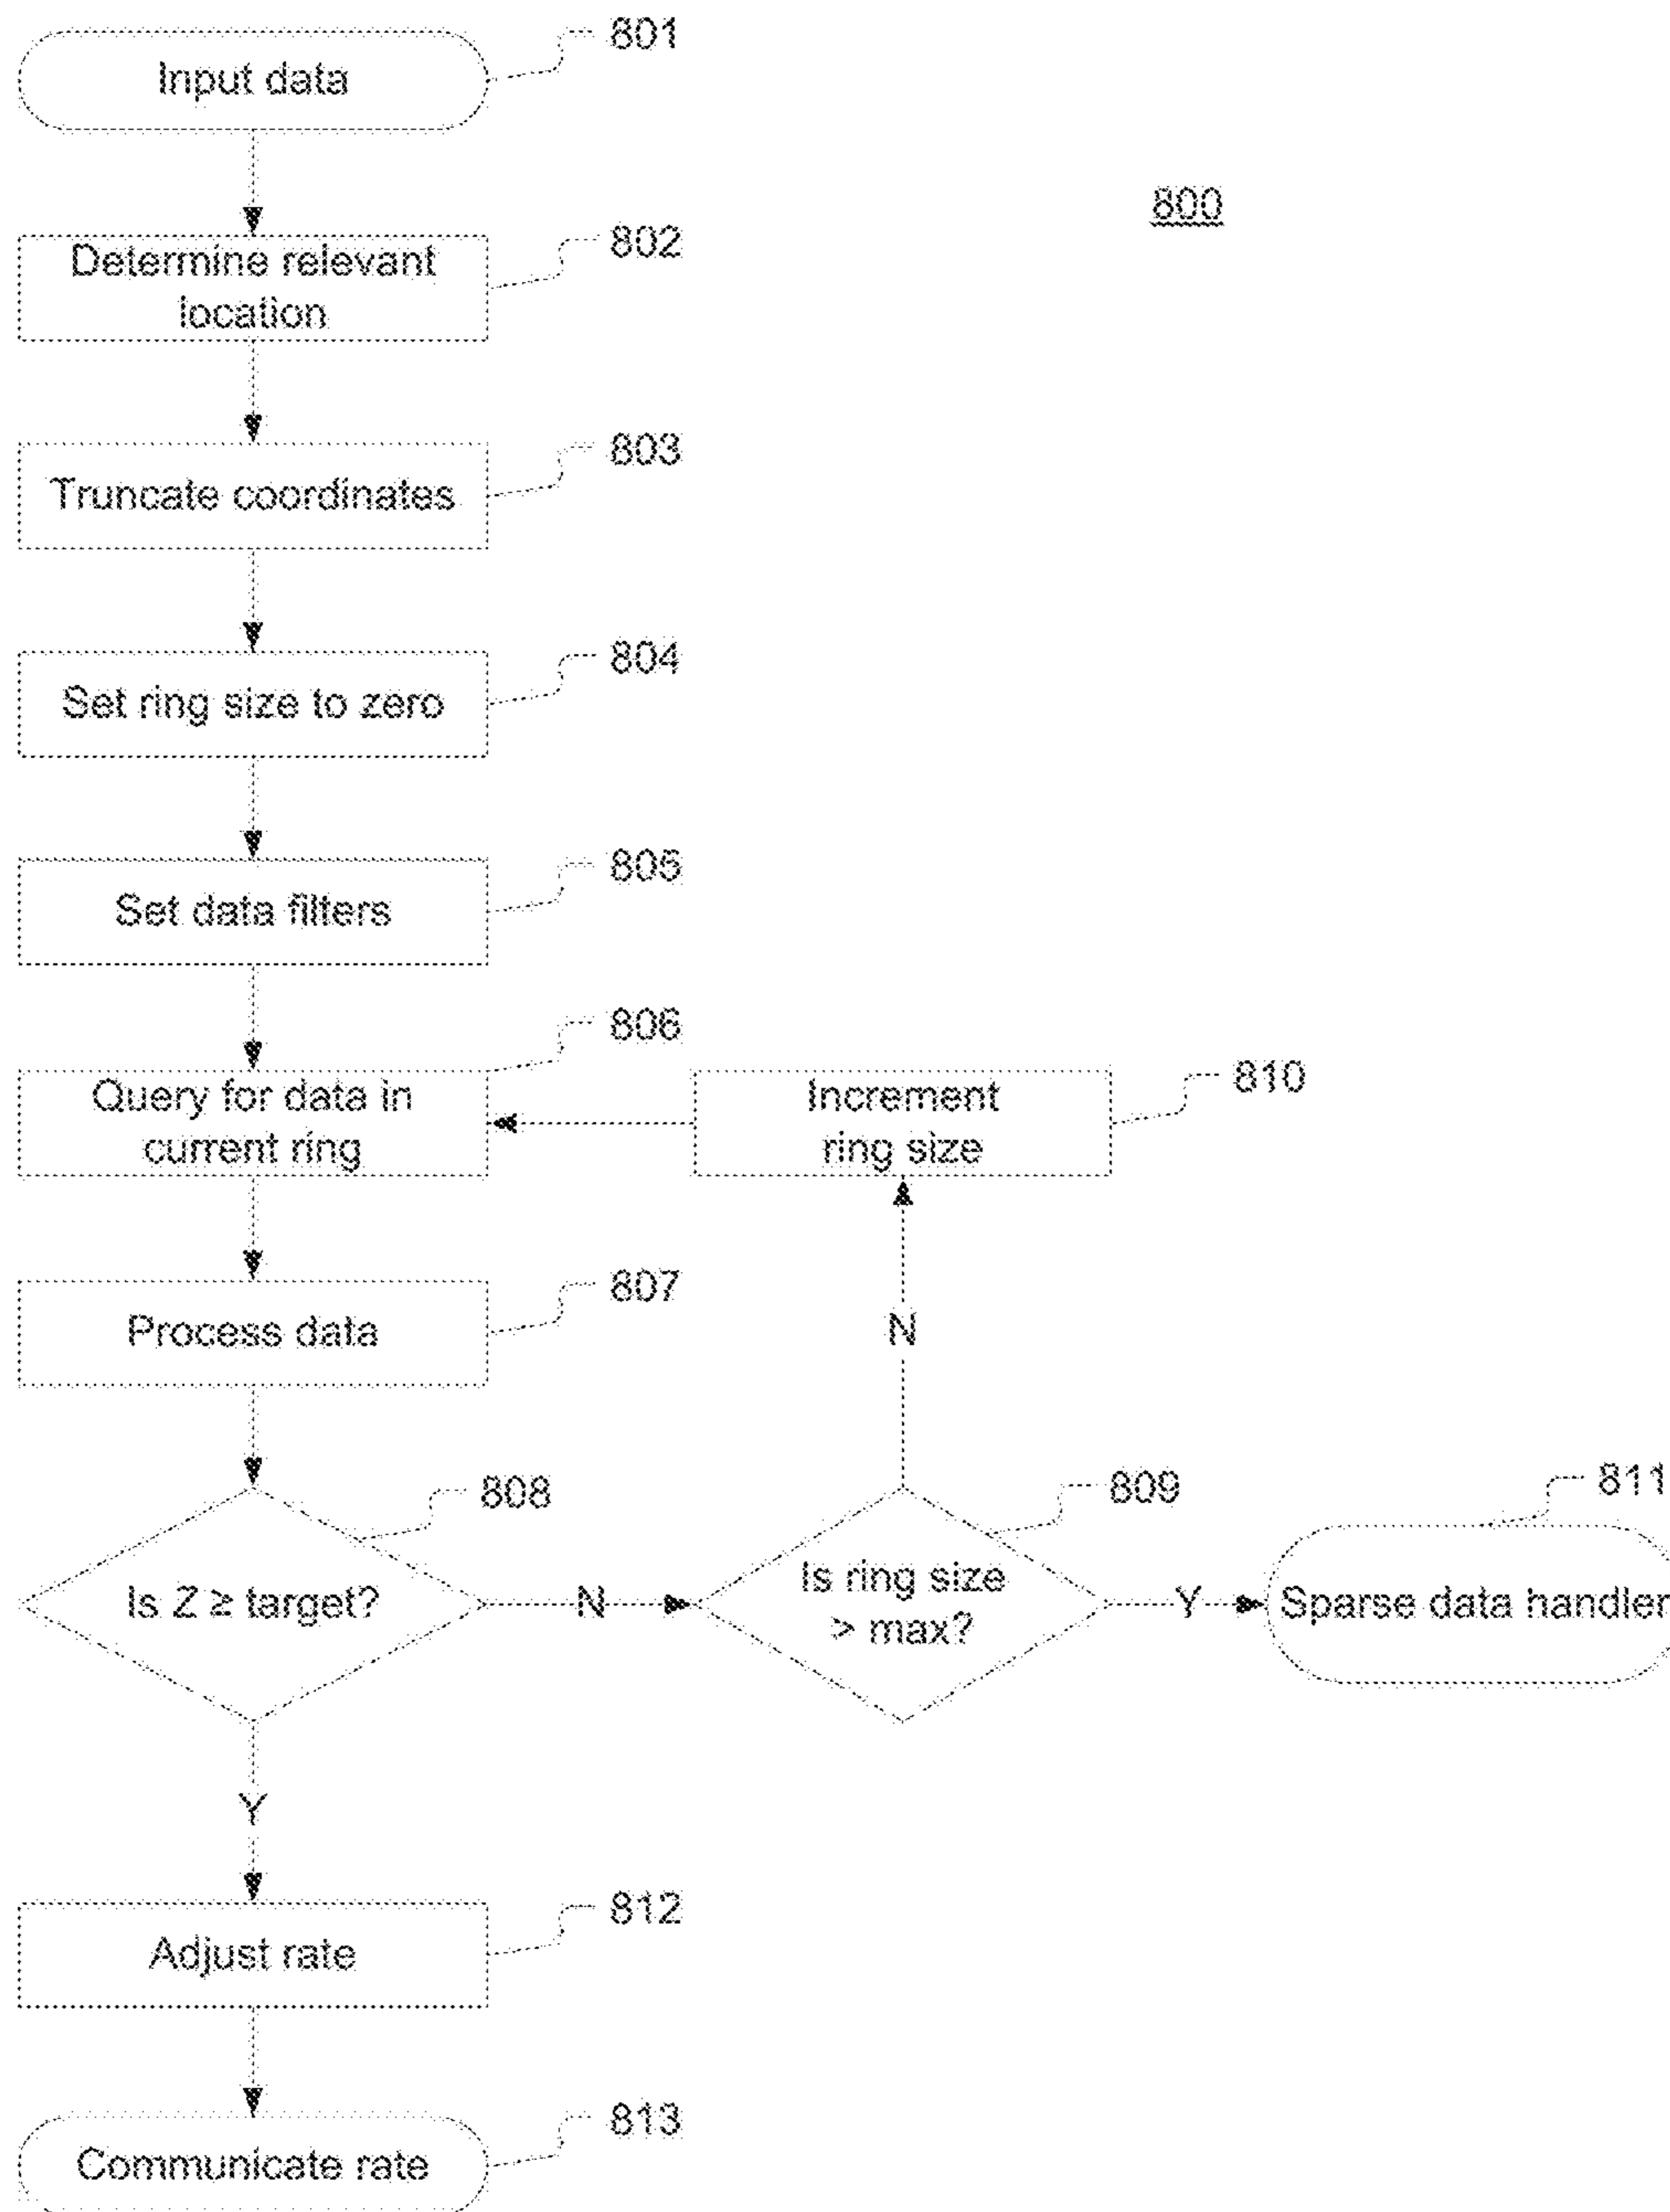 801
Input data
800
802
Determine relevant
location
803
Truncate coordinates
804
Set ring size to zero
805
Set data filters
806
Query for data in
current ring
810
Increment
ring size
807
Process data
N
808
Is Z ≥ target?
N
809
Is ring size
> max?
Y
811
Sparse data handler
Y
812
Adjust rate
813
Communicate rate